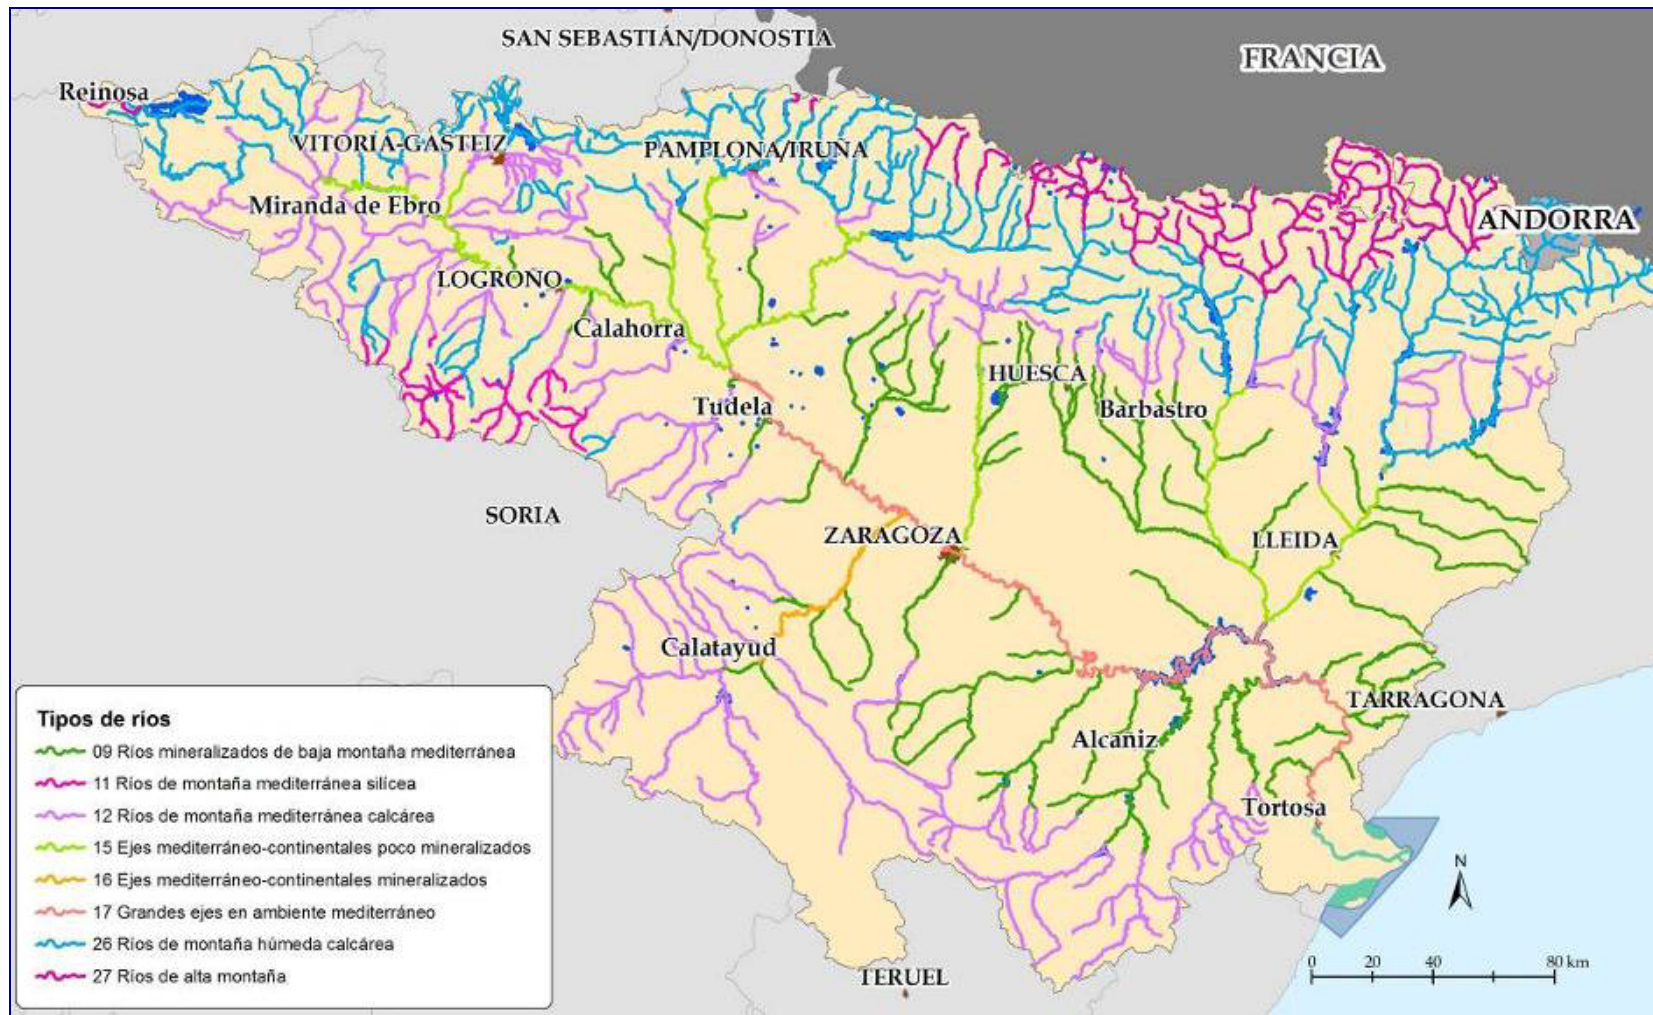 SAN SEBASTIÁN/DONOSTIA
FRANCIA
Reinosa
VITORIA-GASTEIZ
PAMPLONA/IRUÑA
Miranda de Ebro
ANDORRA
LOGROÑO
Calahorra
HUESCA
Tudela
Barbastro
SORIA
ZARAGOZA
LLEIDA
Calatayud
TARRAGONA
Alcañiz
Tortosa
TERUEL
Tipos de ríos
09 Ríos mineralizados de baja montaña mediterránea
11 Ríos de montaña mediterránea silícea
12 Ríos de montaña mediterránea calcárea
15 Ejes mediterráneo-continentales poco mineralizados
16 Ejes mediterráneo-continentales mineralizados
17 Grandes ejes en ambiente mediterráneo
26 Ríos de montaña húmeda calcárea
27 Ríos de alta montaña
N
0 20 40 80 km